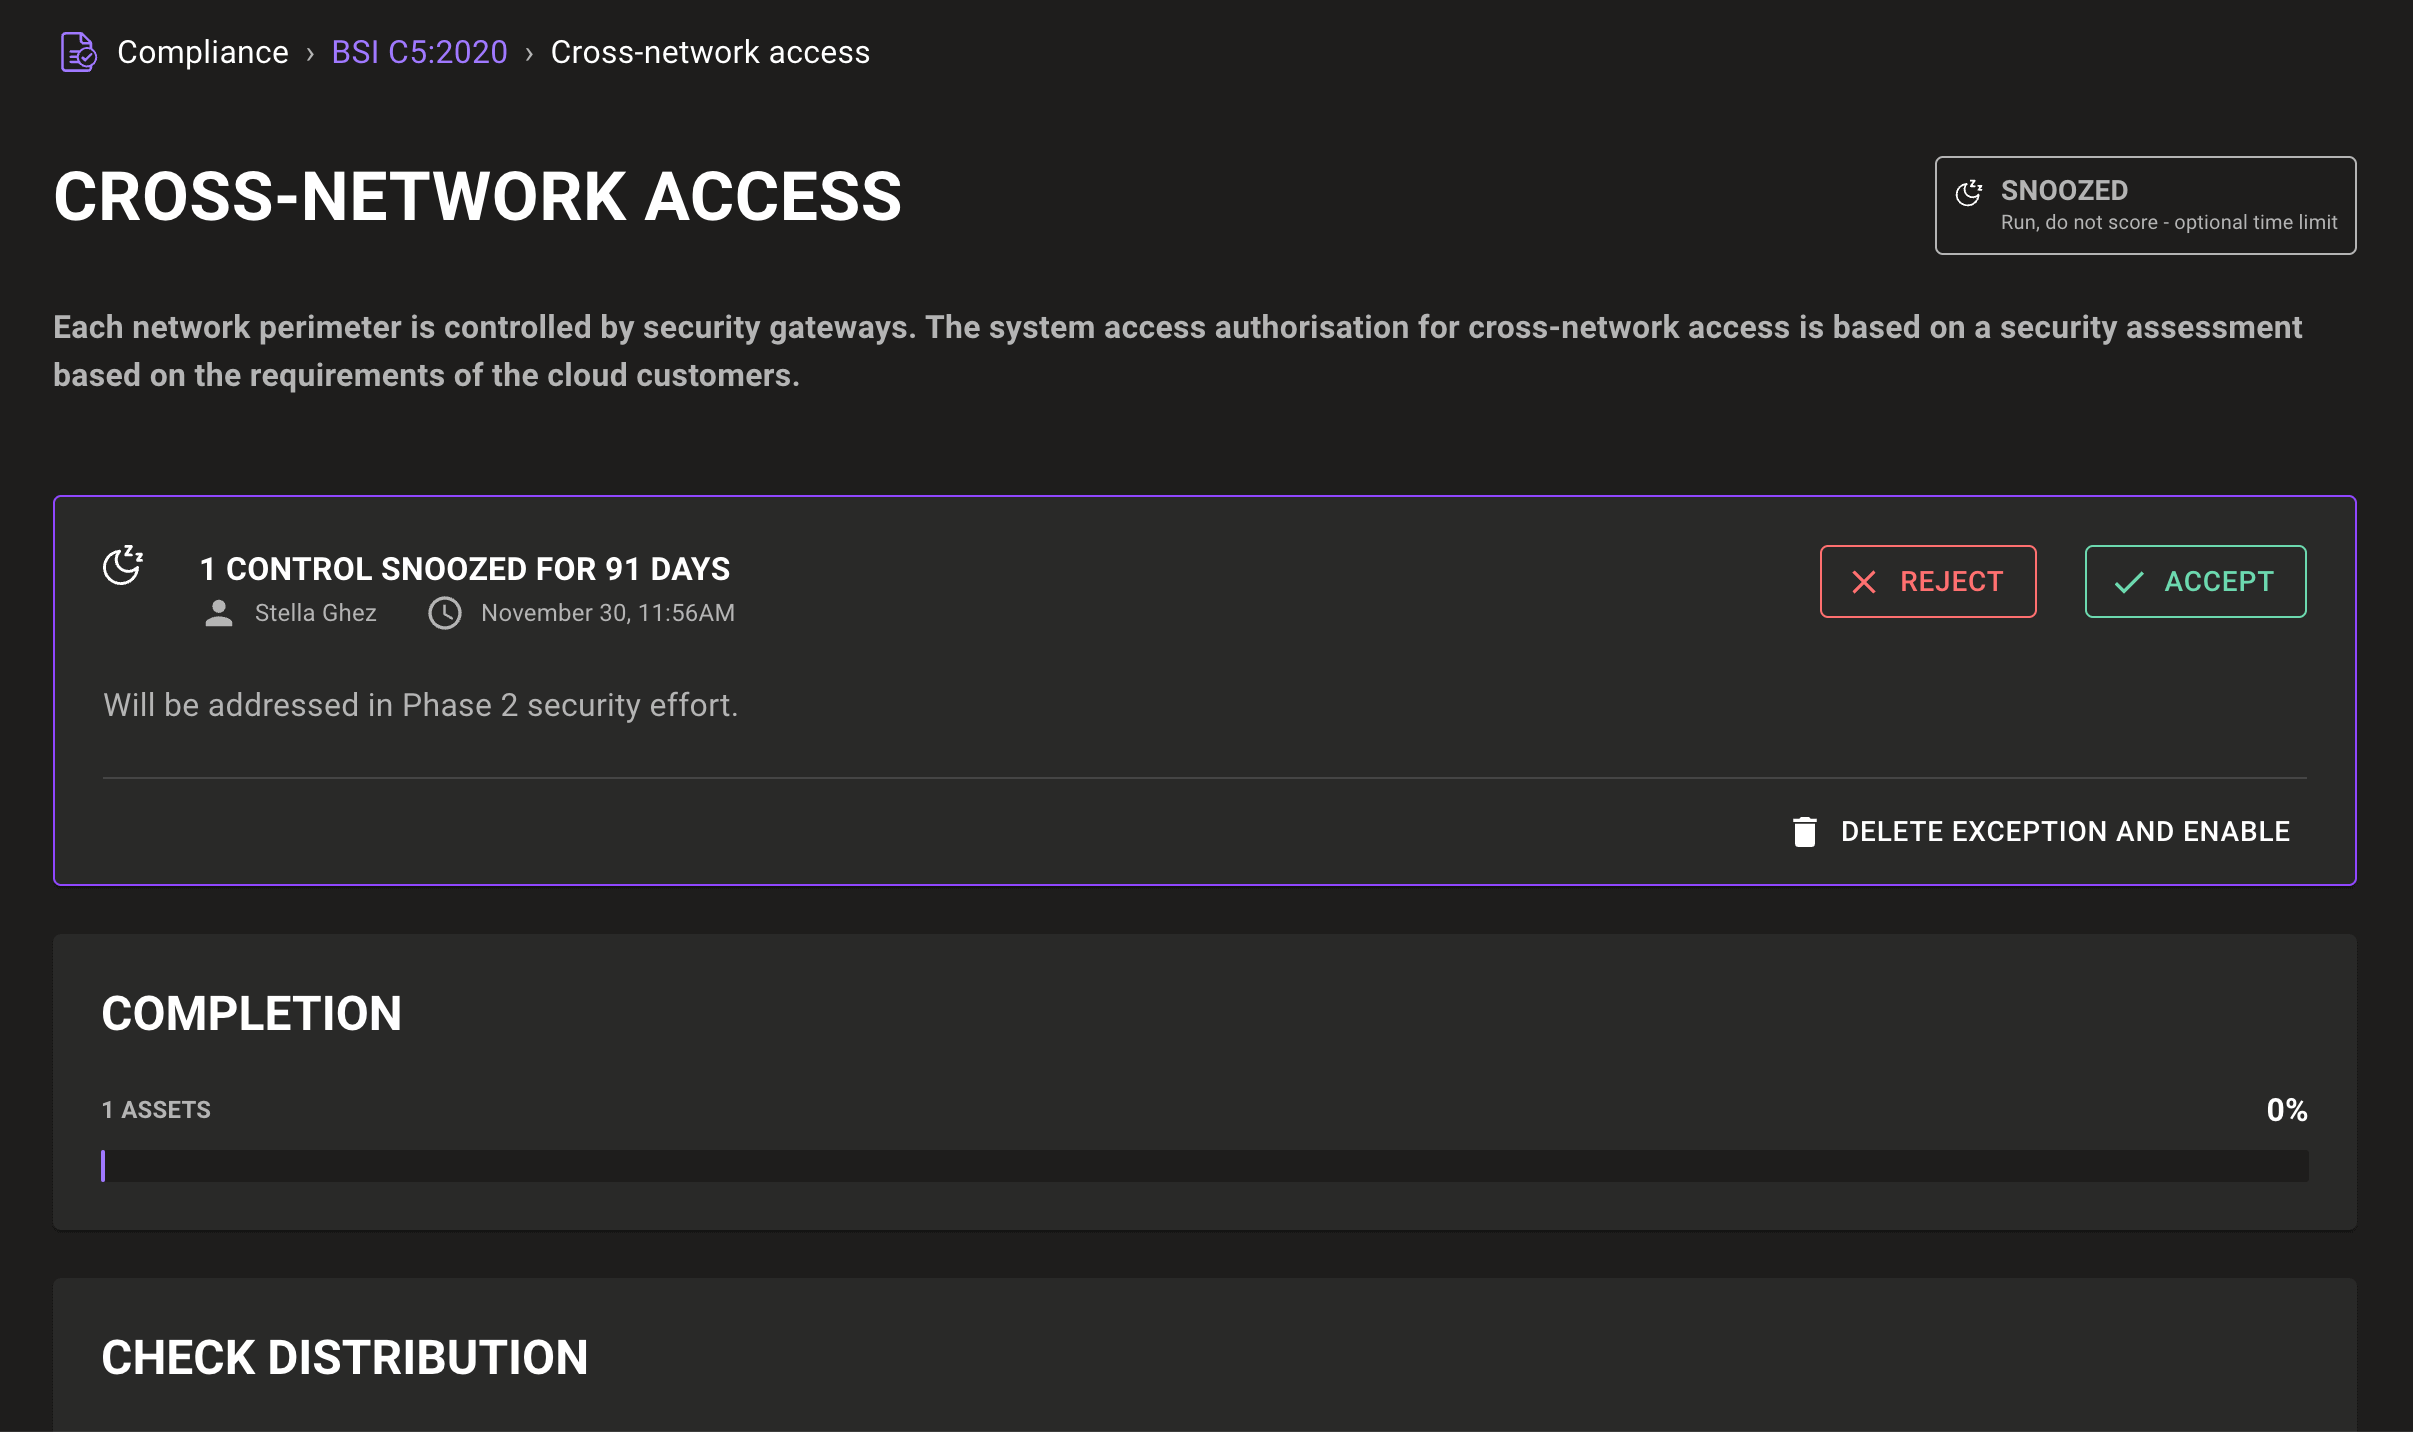 Compliance › BSI C5:2020 › Cross-network access
CROSS-NETWORK ACCESS
SNOOZED
Run, do not score - optional time limit
Each network perimeter is controlled by security gateways. The system access authorisation for cross-network access is based on a security assessment
based on the requirements of the cloud customers.
1 CONTROL SNOOZED FOR 91 DAYS
Stella Ghez November 30, 11:56AM
REJECT
ACCEPT
Will be addressed in Phase 2 security effort.
DELETE EXCEPTION AND ENABLE
COMPLETION
1 ASSETS
0%
CHECK DISTRIBUTION